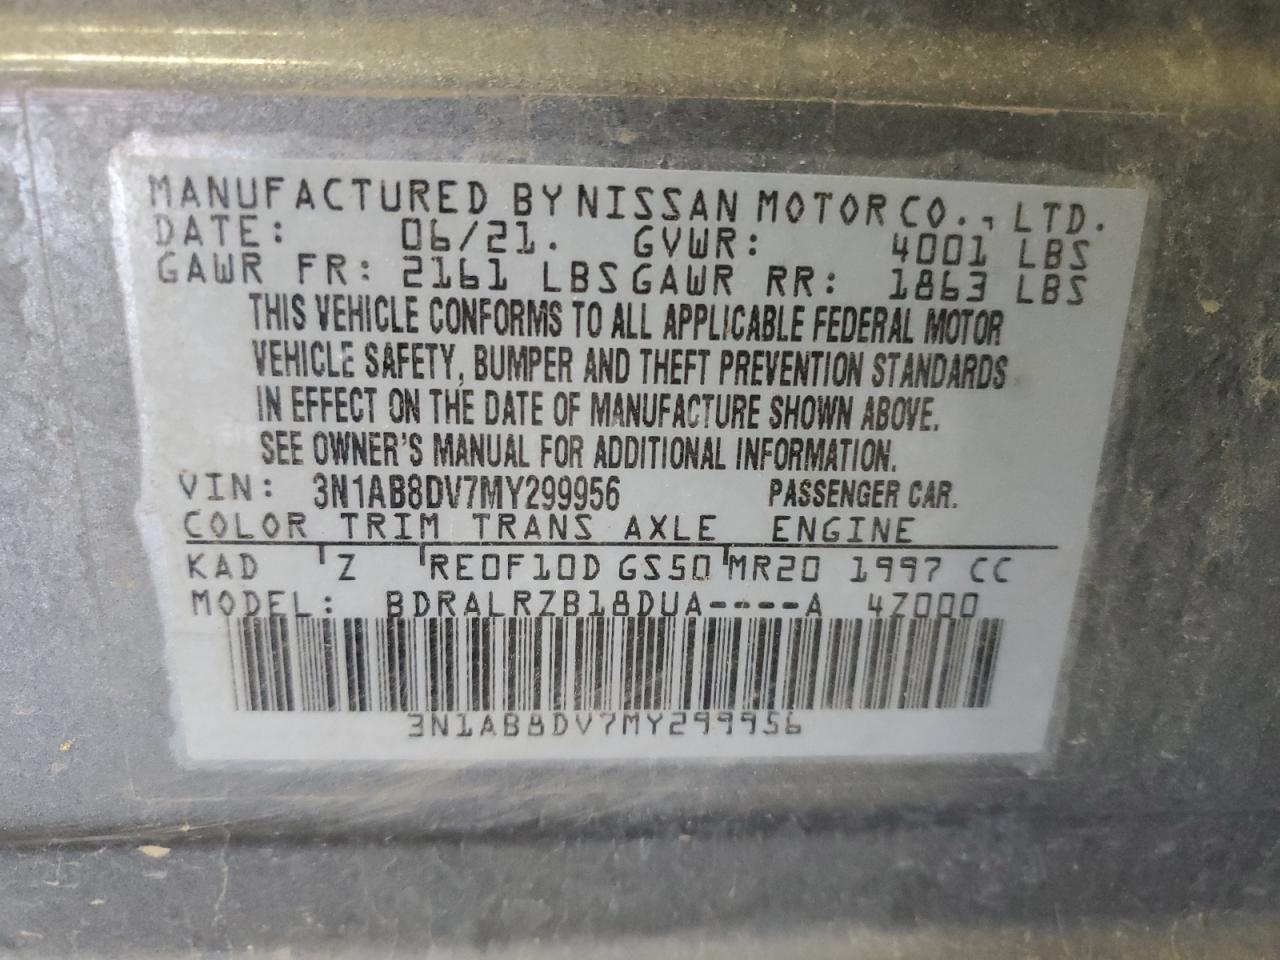 MANUFACTURED BY NISSAN MOTOR CO., LTD.
DATE: 06/21. GVWR: 4001 LBS
GAWR FR: 2161 LBS GAWR RR: 1863 LBS
THIS VEHICLE CONFORMS TO ALL APPLICABLE FEDERAL MOTOR
VEHICLE SAFETY, BUMPER AND THEFT PREVENTION STANDARDS
IN EFFECT ON THE DATE OF MANUFACTURE SHOWN ABOVE.
SEE OWNER'S MANUAL FOR ADDITIONAL INFORMATION.
VIN: 3N1AB8DV7MY299956 PASSENGER CAR.
COLOR TRIM TRANS AXLE ENGINE
KAD Z RE0F10D GS50 MR20 1997 CC
MODEL: BDRALRZB18DUA----A 4Z000
3N1AB8DV7MY299956